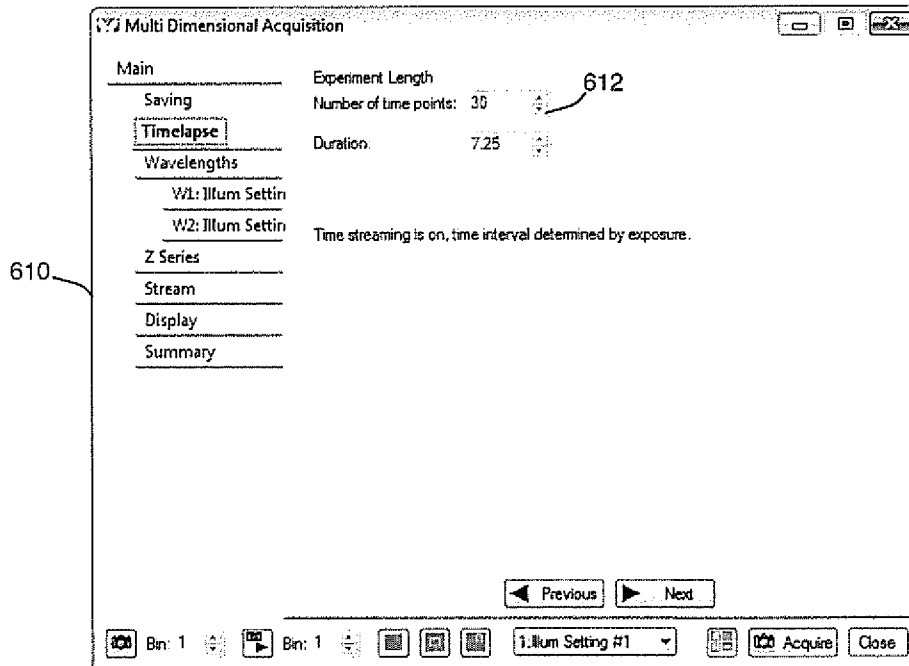 Multi Dimensional Acquisition
Main
Saving
Timelapse
Wavelengths
W1: Illum Settin
W2: Illum Settin
Z Series
Stream
Display
Summary
Experiment Length
Number of time points: 30
612
Duration: 7.25
Time streaming is on, time interval determined by exposure.
610
Previous Next
Bin: 1 Bin: 1 1:Illum Setting #1 Acquire Close